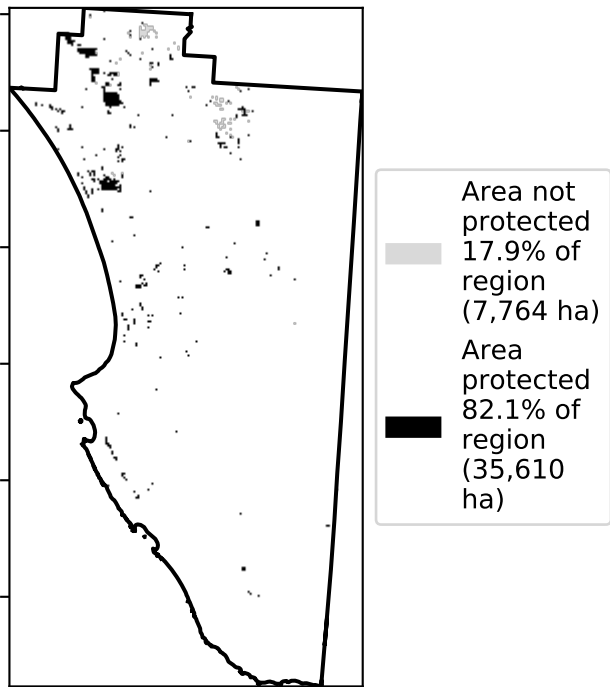 Area not
protected
17.9% of
region
(7,764 ha)
Area
protected
82.1% of
region
(35,610
ha)